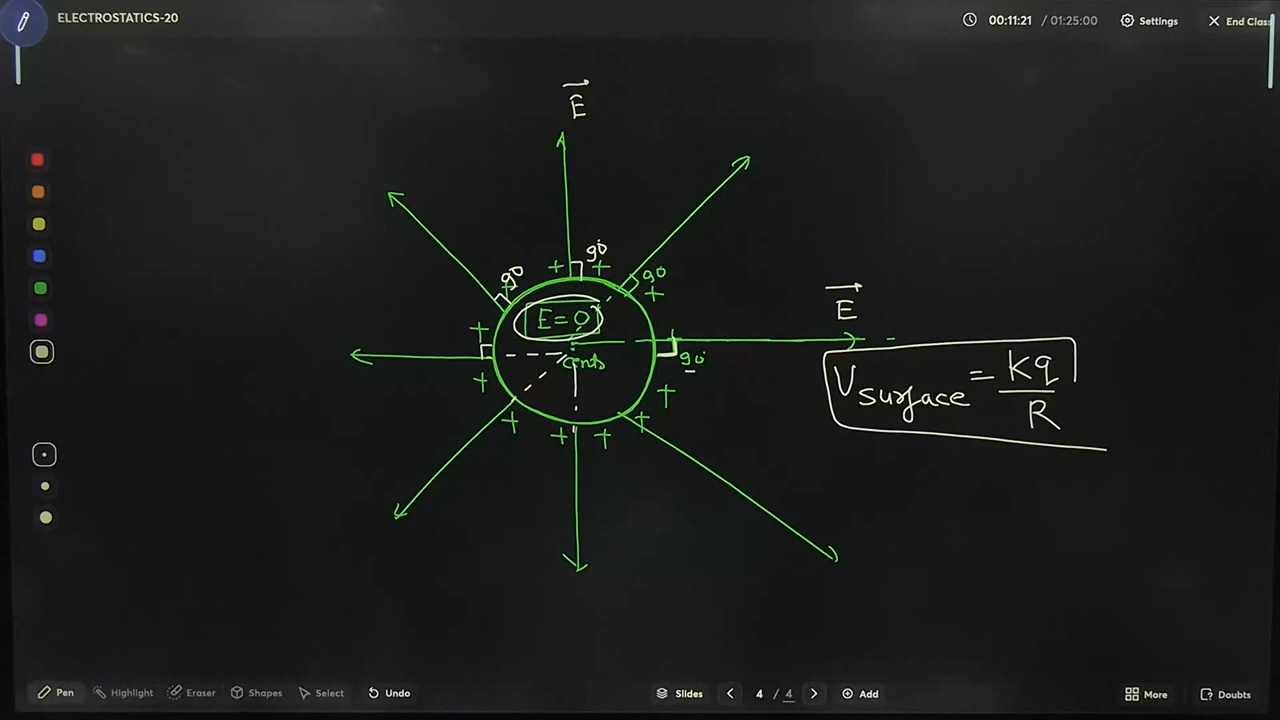 ELECTROSTATICS-20
00:11:21 / 01:25:00
Settings
End Class
E
90
90
90
E = 0
E
90
V surface = Kq / R
Pen
Highlight
Eraser
Shapes
Select
Undo
Slides
4 / 4
Add
More
Doubts